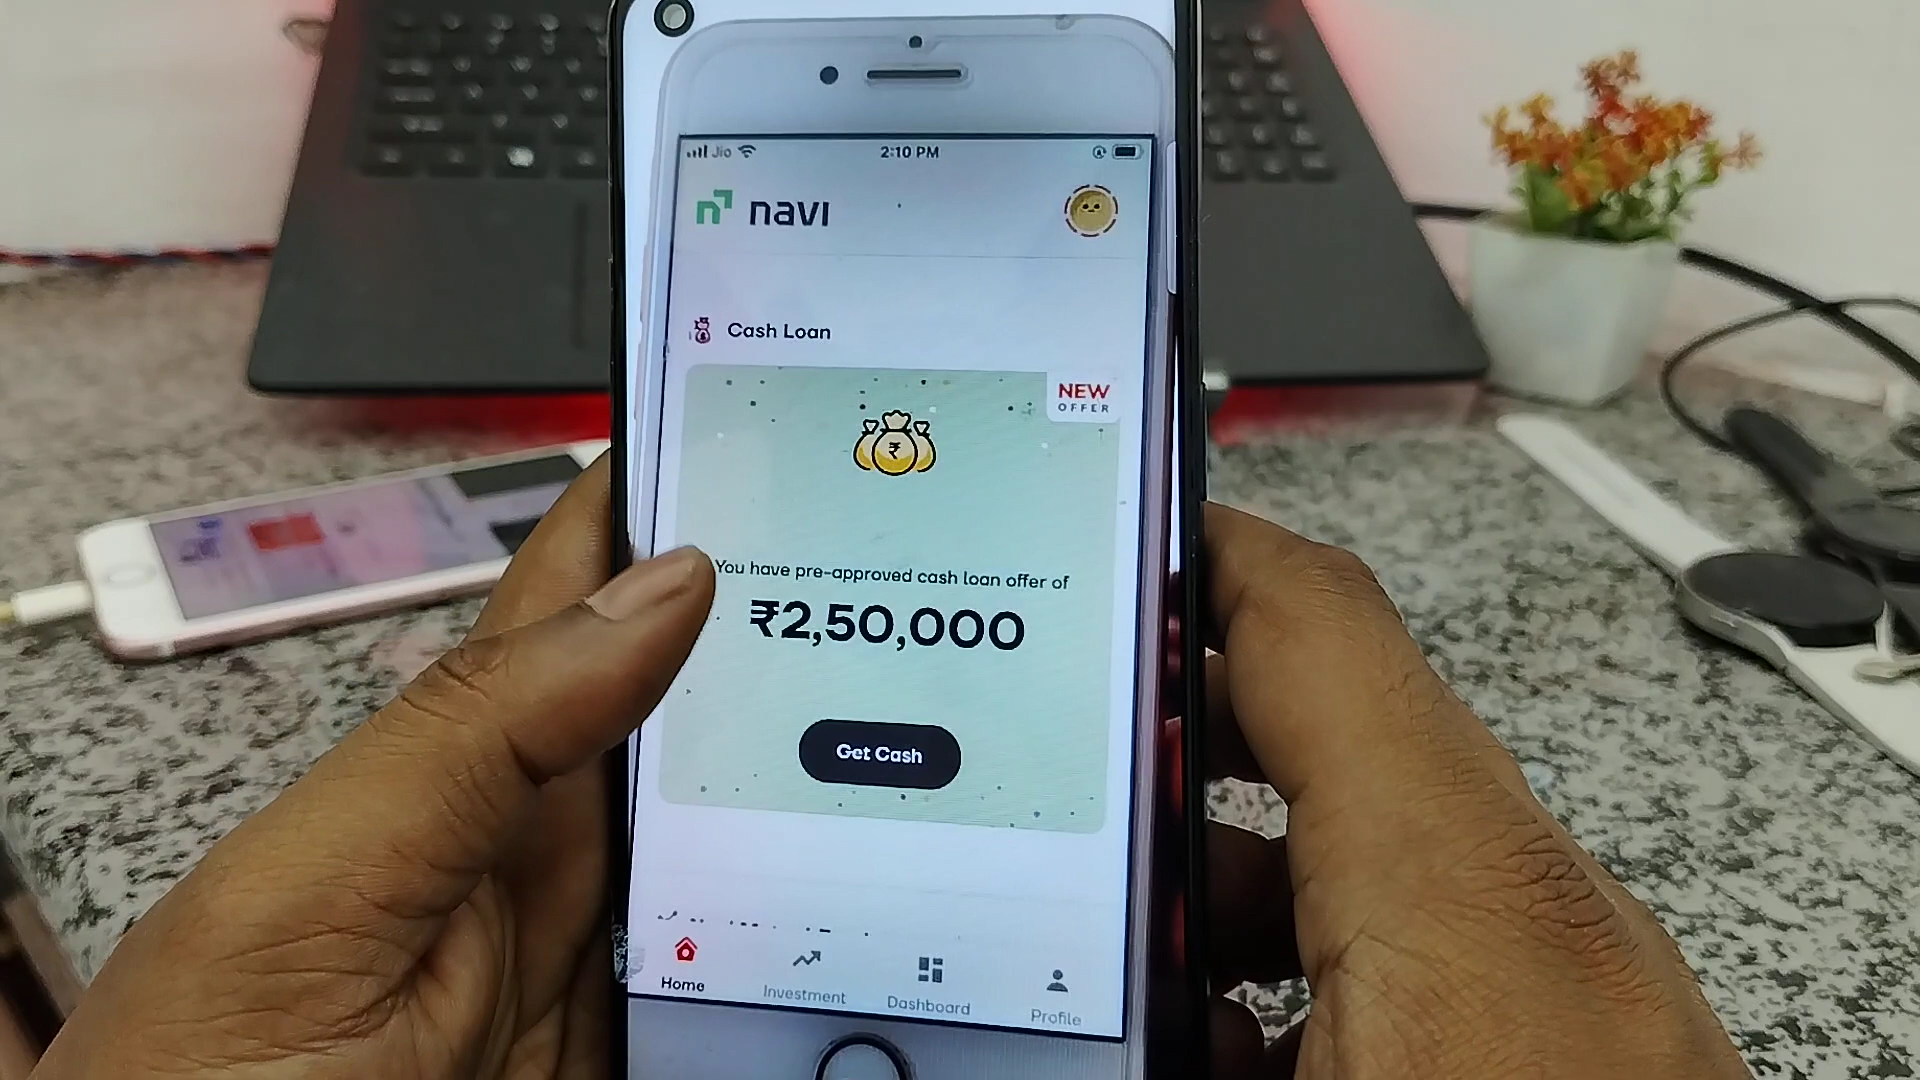 Jio
2:10 PM
navi
Cash Loan
NEW
OFFER
₹
You have pre-approved cash loan offer of
₹2,50,000
Get Cash
Home
Investment
Dashboard
Profile